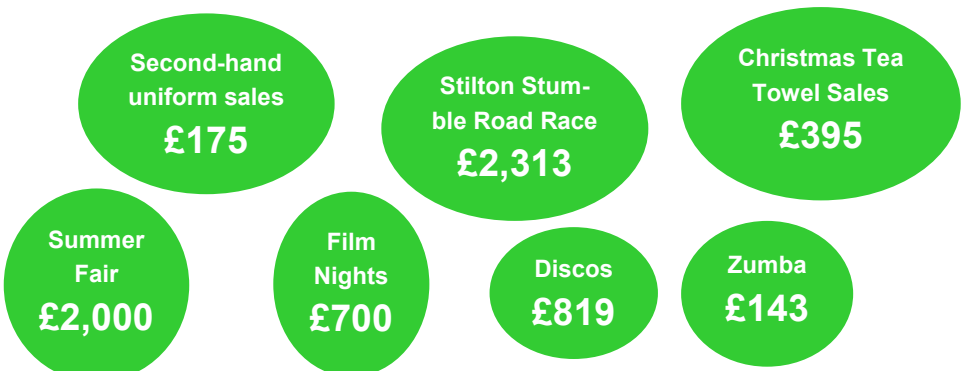 Second-hand
uniform sales
£175
Stilton Stum-
ble Road Race
£2,313
Christmas Tea
Towel Sales
£395
Summer
Fair
£2,000
Film
Nights
£700
Discos
£819
Zumba
£143